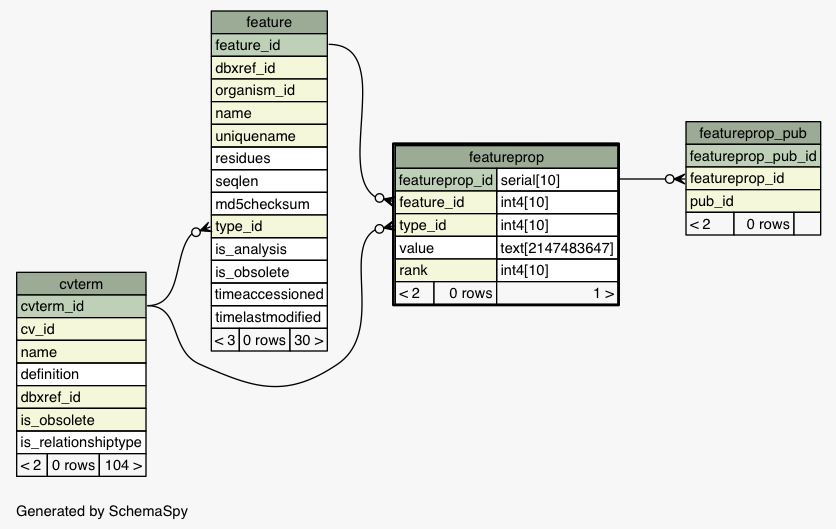 feature
feature_id
dbxref_id
organism_id
name
uniquename
residues
seqlen
md5checksum
type_id
is_analysis
is_obsolete
timeaccessioned
timelastmodified
< 3 0 rows 30 >
featureprop
featureprop_id serial[10]
feature_id int4[10]
type_id int4[10]
value text[2147483647]
rank int4[10]
< 2 0 rows 1 >
featureprop_pub
featureprop_pub_id
featureprop_id
pub_id
< 2 0 rows
cvterm
cvterm_id
cv_id
name
definition
dbxref_id
is_obsolete
is_relationshiptype
< 2 0 rows 104 >
Generated by SchemaSpy